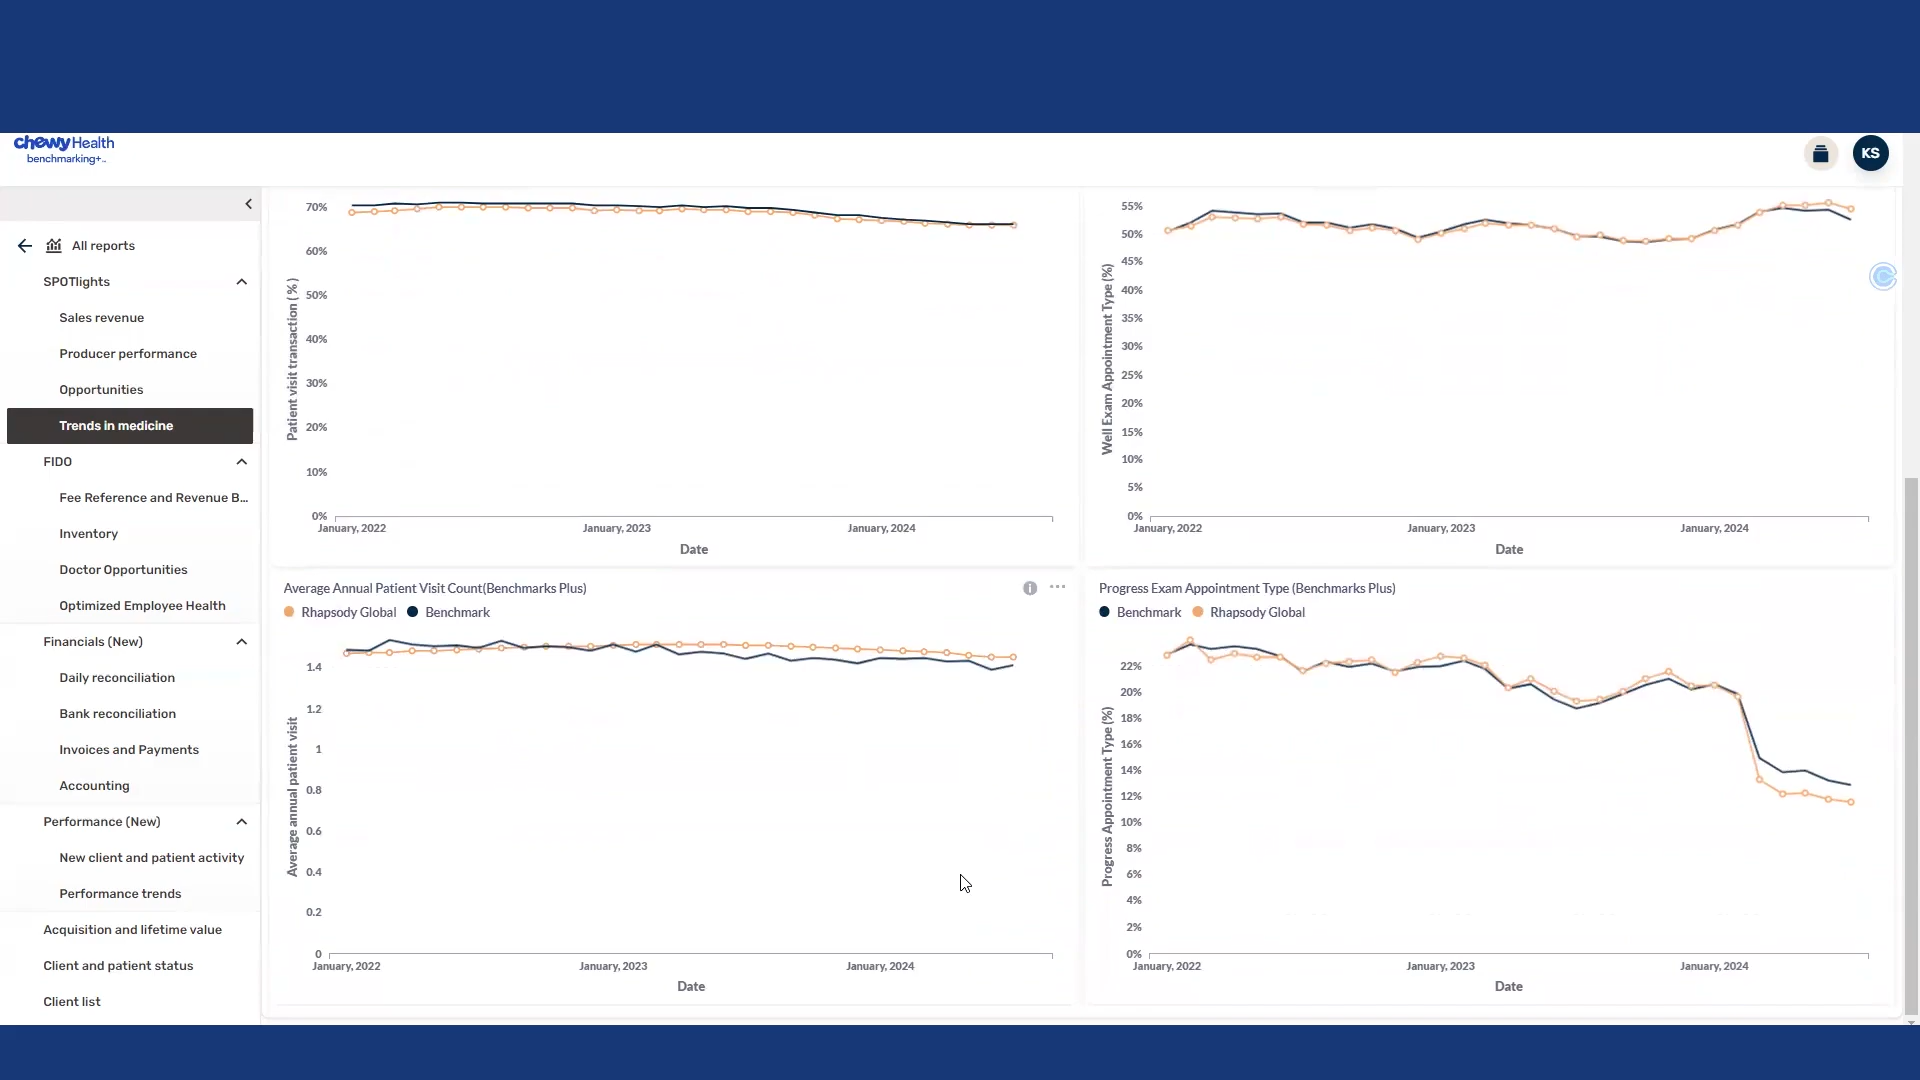 chewy Health
benchmarking+..
KS
All reports
SPOTlights
Sales revenue
Producer performance
Opportunities
Trends in medicine
FIDO
Fee Reference and Revenue B...
Inventory
Doctor Opportunities
Optimized Employee Health
Financials (New)
Daily reconciliation
Bank reconciliation
Invoices and Payments
Accounting
Performance (New)
New client and patient activity
Performance trends
Acquisition and lifetime value
Client and patient status
Client list
Patient visit transaction (%)
70%
60%
50%
40%
30%
20%
10%
0%
January, 2022
January, 2023
January, 2024
Date
Well Exam Appointment Type (%)
55%
50%
45%
40%
35%
30%
25%
20%
15%
10%
5%
0%
January, 2022
January, 2023
January, 2024
Date
Average Annual Patient Visit Count(Benchmarks Plus)
Rhapsody Global
Benchmark
Average annual patient visit
1.4
1.2
1
0.8
0.6
0.4
0.2
0
January, 2022
January, 2023
January, 2024
Date
Progress Exam Appointment Type (Benchmarks Plus)
Benchmark
Rhapsody Global
Progress Appointment Type (%)
22%
20%
18%
16%
14%
12%
10%
8%
6%
4%
2%
0%
January, 2022
January, 2023
January, 2024
Date